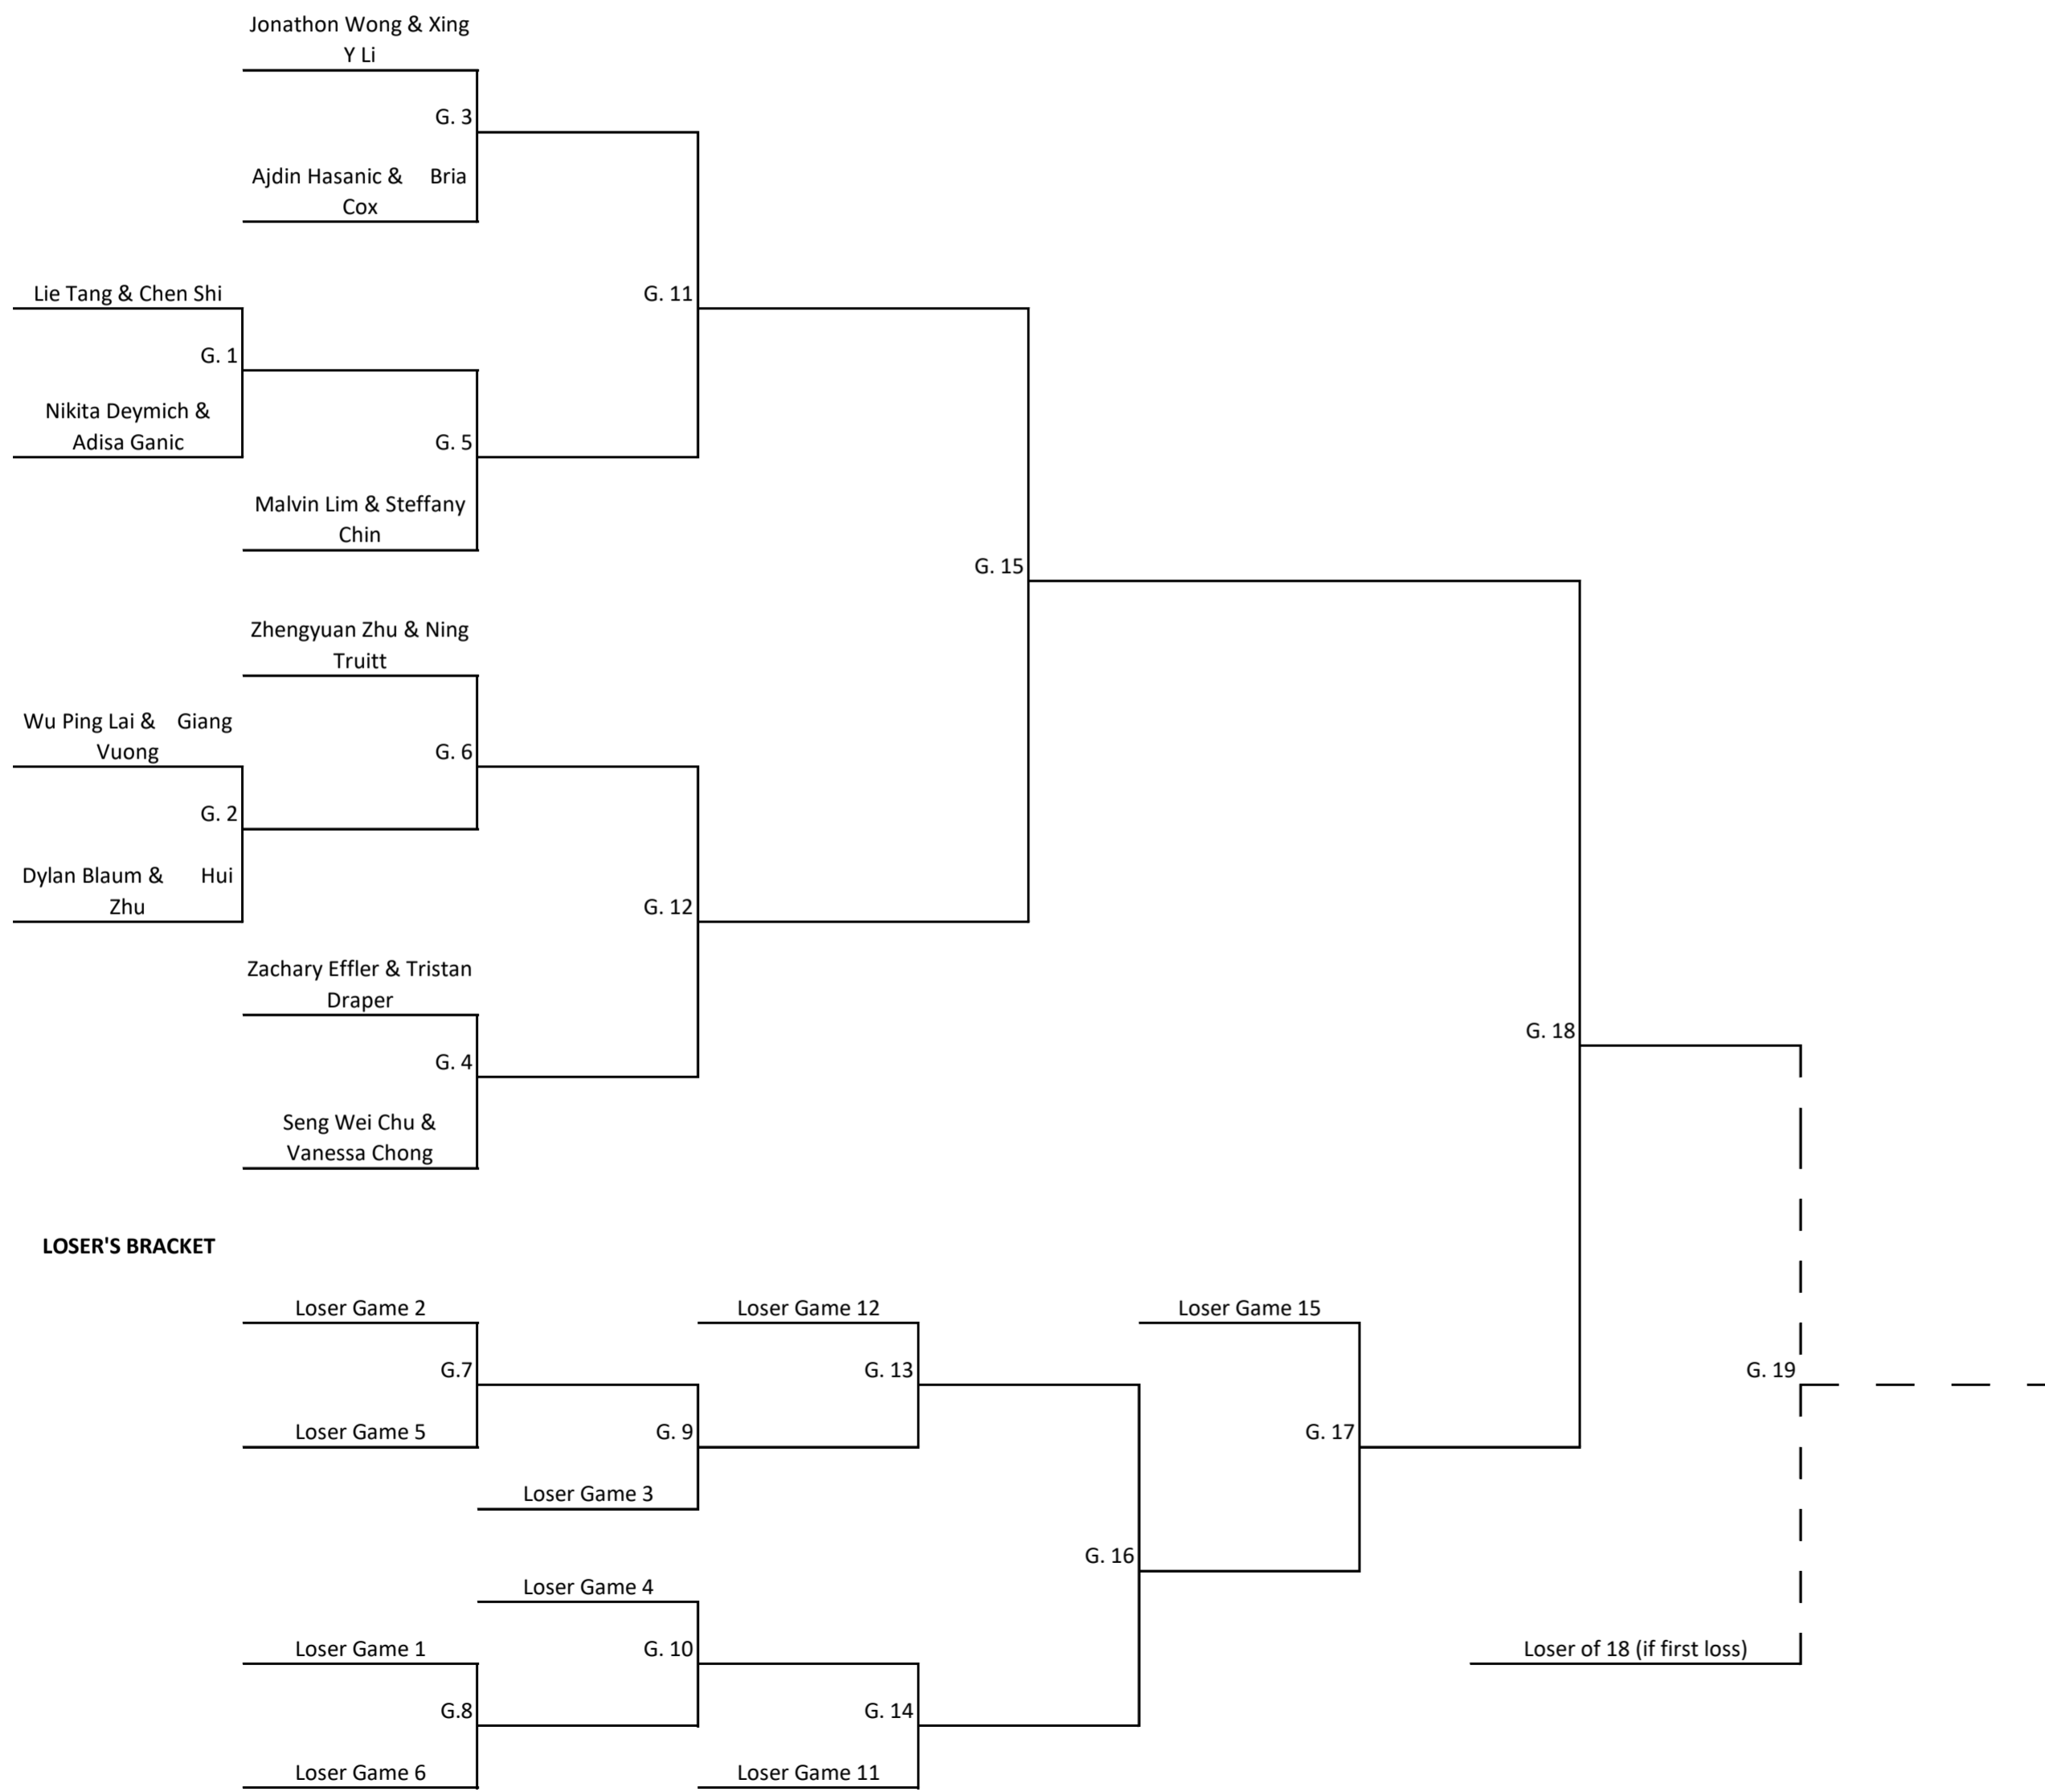 Jonathon Wong & Xing
Y Li
G. 3
Ajdin Hasanic & Bria
Cox
Lie Tang & Chen Shi
G. 11
G. 1
Nikita Deymich &
Adisa Ganic
G. 5
Malvin Lim & Steffany
Chin
G. 15
Zhengyuan Zhu & Ning
Truitt
Wu Ping Lai & Giang
Vuong
G. 6
G. 2
Dylan Blaum & Hui
Zhu
G. 12
Zachary Effler & Tristan
Draper
G. 18
G. 4
Seng Wei Chu &
Vanessa Chong
LOSER'S BRACKET
Loser Game 2
Loser Game 12
Loser Game 15
G.7
G. 13
G. 19
Loser Game 5
G. 9
G. 17
Loser Game 3
G. 16
Loser Game 4
Loser Game 1
G. 10
Loser of 18 (if first loss)
G.8
G. 14
Loser Game 6
Loser Game 11